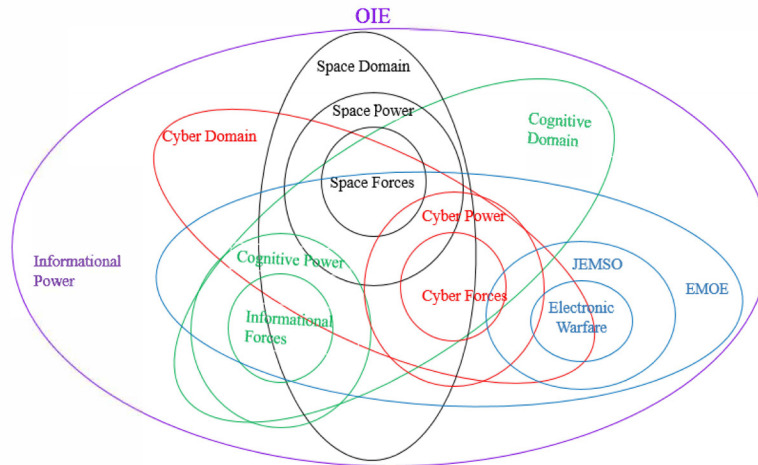 OIE
Space Domain
Space Power
Cyber Domain
Cognitive
Domain
Space Forces
Cyber Power
Informational
Power
Cognitive Power
JEMSO
EMOE
Cyber Forces
Electronic
Warfare
Informational
Forces